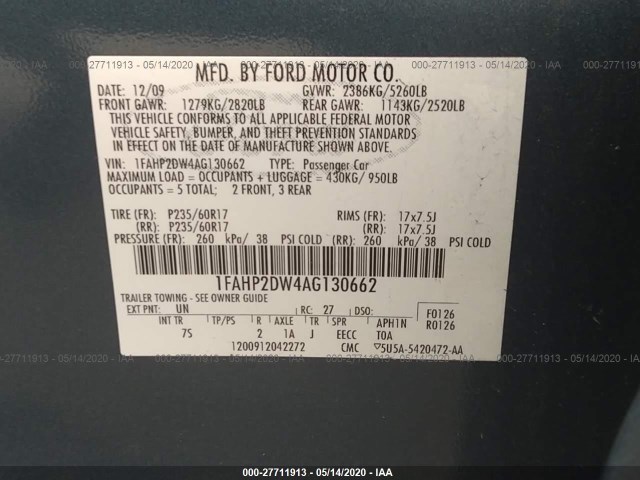 000-27711913 - 05/14/2020 - IAA
MFD. BY FORD MOTOR CO.
DATE: 12/09 GVWR: 2386KG/5260LB
FRONT GAWR: 1279KG/2820LB REAR GAWR: 1143KG/2520LB
THIS VEHICLE CONFORMS TO ALL APPLICABLE FEDERAL MOTOR
VEHICLE SAFETY, BUMPER, AND THEFT PREVENTION STANDARDS
IN EFFECT ON THE DATE OF MANUFACTURE SHOWN ABOVE.
VIN: 1FAHP2DW4AG130662 TYPE: Passenger Car
MAXIMUM LOAD = OCCUPANTS + LUGGAGE = 430KG/ 950LB
OCCUPANTS = 5 TOTAL; 2 FRONT, 3 REAR
TIRE (FR): P235/60R17 RIMS (FR): 17x7.5J
(RR): P235/60R17 (RR): 17x7.5J
PRESSURE (FR): 260 kPa/ 38 PSI COLD (RR): 260 kPa/ 38 PSI COLD
1FAHP2DW4AG130662
TRAILER TOWING - SEE OWNER GUIDE
EXT PNT: UN RC: 27 DSO: F0126
R0126
INT TR TP/PS R AXLE TR SPR APH1N
7S 2 1A J EECC TOA
1200912042272 CMC ▽5U5A-5420472-AA
000-27711913 - 05/14/2020 - IAA